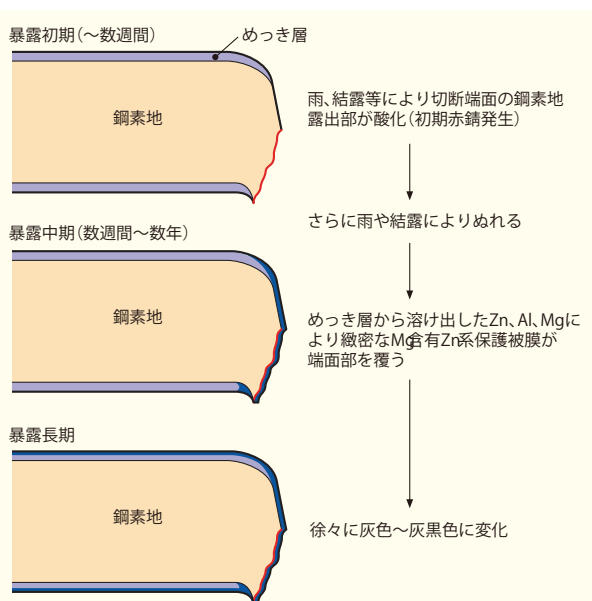 暴露初期（～数週間）
めっき層
鋼素地
雨、結露等により切断端面の鋼素地
露出部が酸化（初期赤錆発生）
さらに雨や結露によりぬれる
暴露中期（数週間～数年）
鋼素地
めっき層から溶け出したZn、Al、Mgに
より緻密なMg含有Zn系保護被膜が
端面部を覆う
暴露長期
鋼素地
徐々に灰色～灰黒色に変化